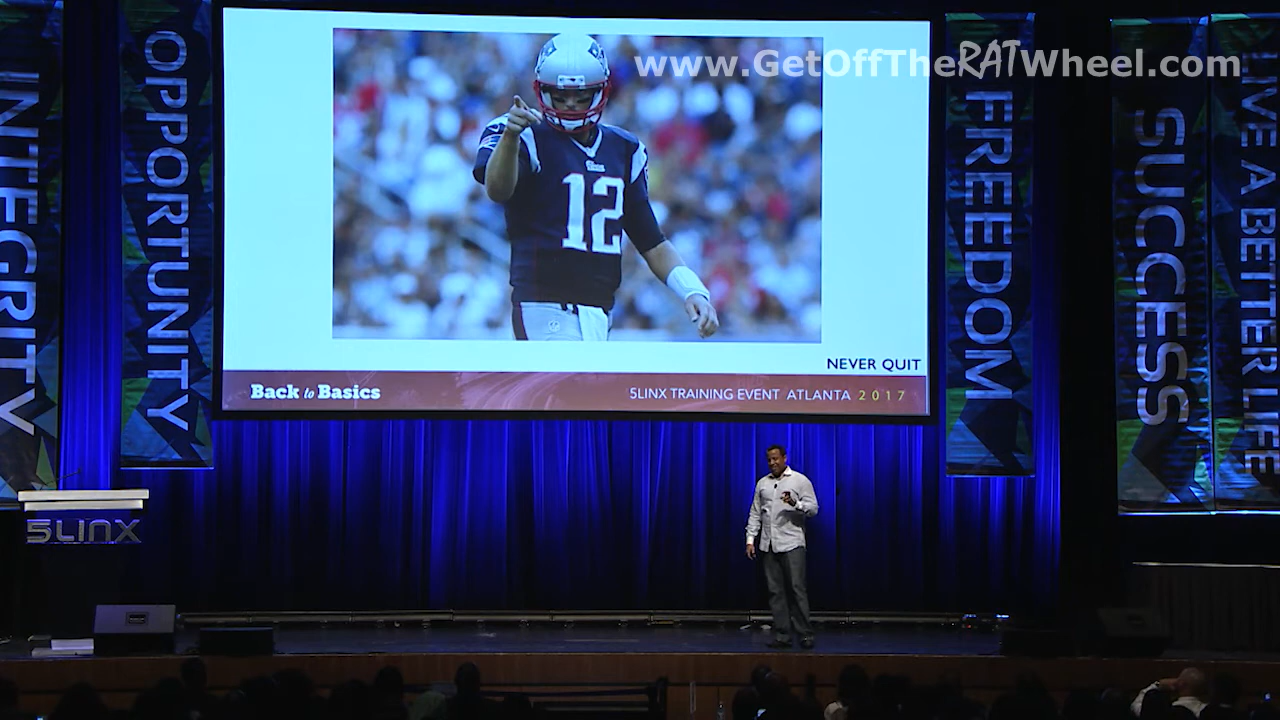 www.GetOffTheRATWheel.com
INTEGRITY
OPPORTUNITY
12
NEVER QUIT
Back to Basics
5LINX TRAINING EVENT ATLANTA 2017
FREEDOM
SUCCESS
LIVE A BETTER LIFE
5LINX